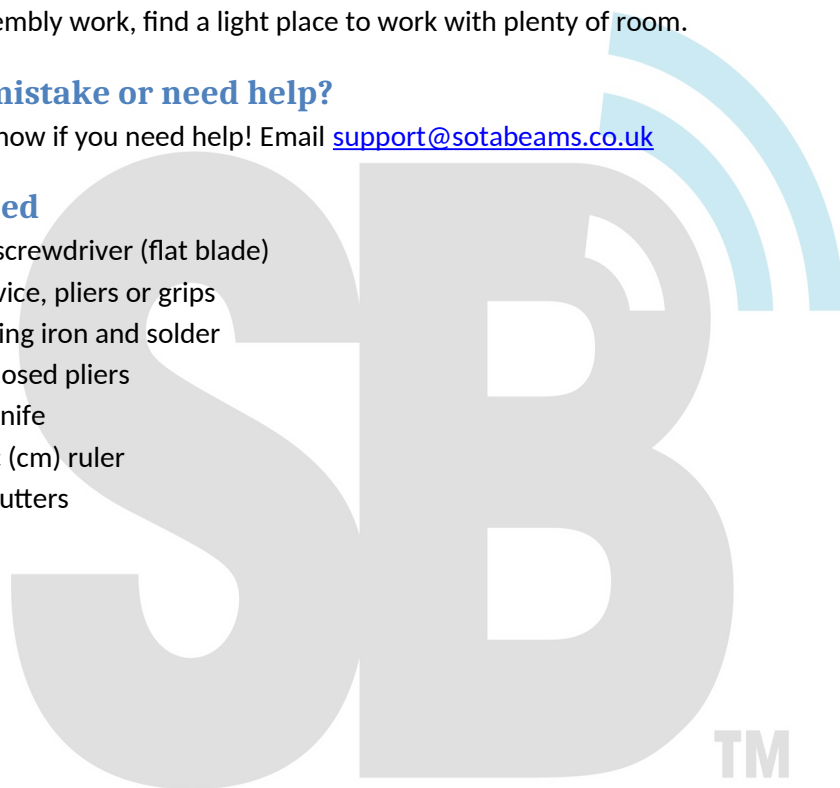 embly work, find a light place to work with plenty of room.
mistake or need help?
now if you need help! Email support@sotabeams.co.uk
ed
screwdriver (flat blade)
vice, pliers or grips
ing iron and solder
osed pliers
nife
(cm) ruler
utters
SB
TM